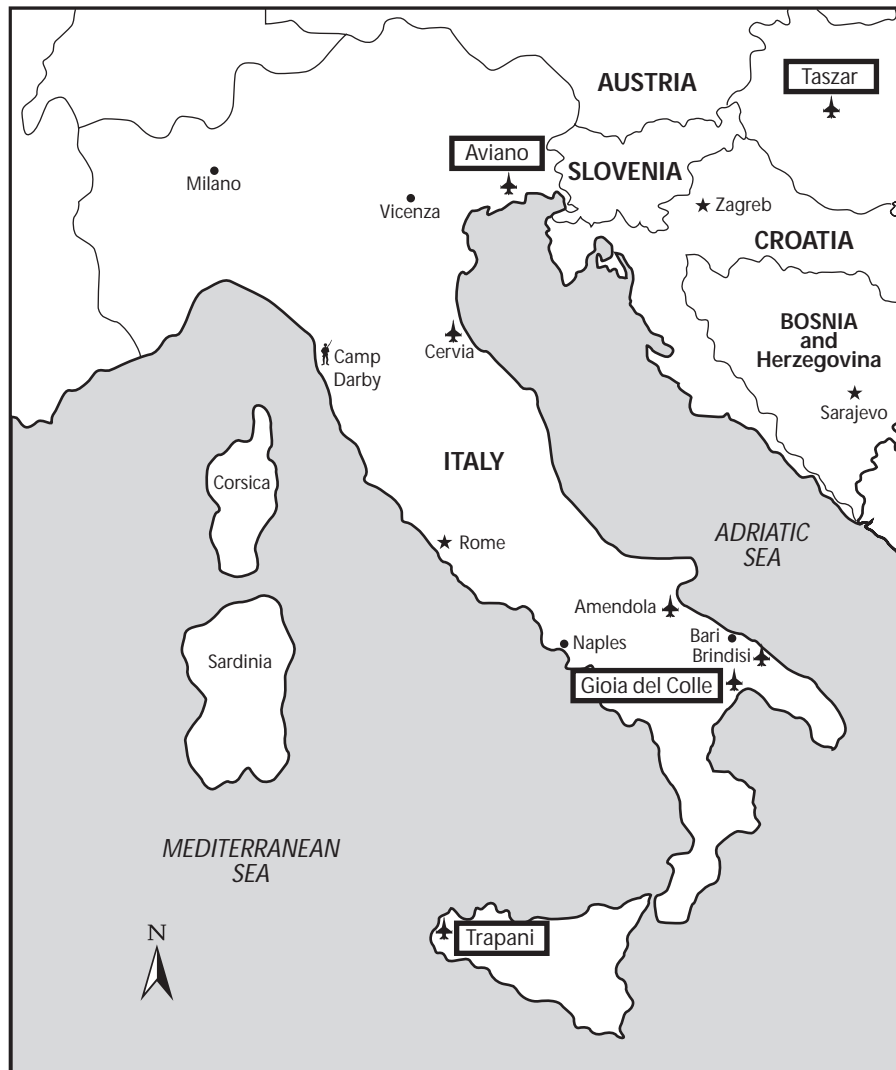 AUSTRIA
Taszar
Aviano
SLOVENIA
Milano
Vicenza
Zagreb
CROATIA
BOSNIA
and
Herzegovina
Sarajevo
Cervia
Camp
Darby
ITALY
Corsica
Rome
ADRIATIC
SEA
Amendola
Bari
Naples
Brindisi
Sardinia
Gioia del Colle
MEDITERRANEAN
SEA
N
Trapani